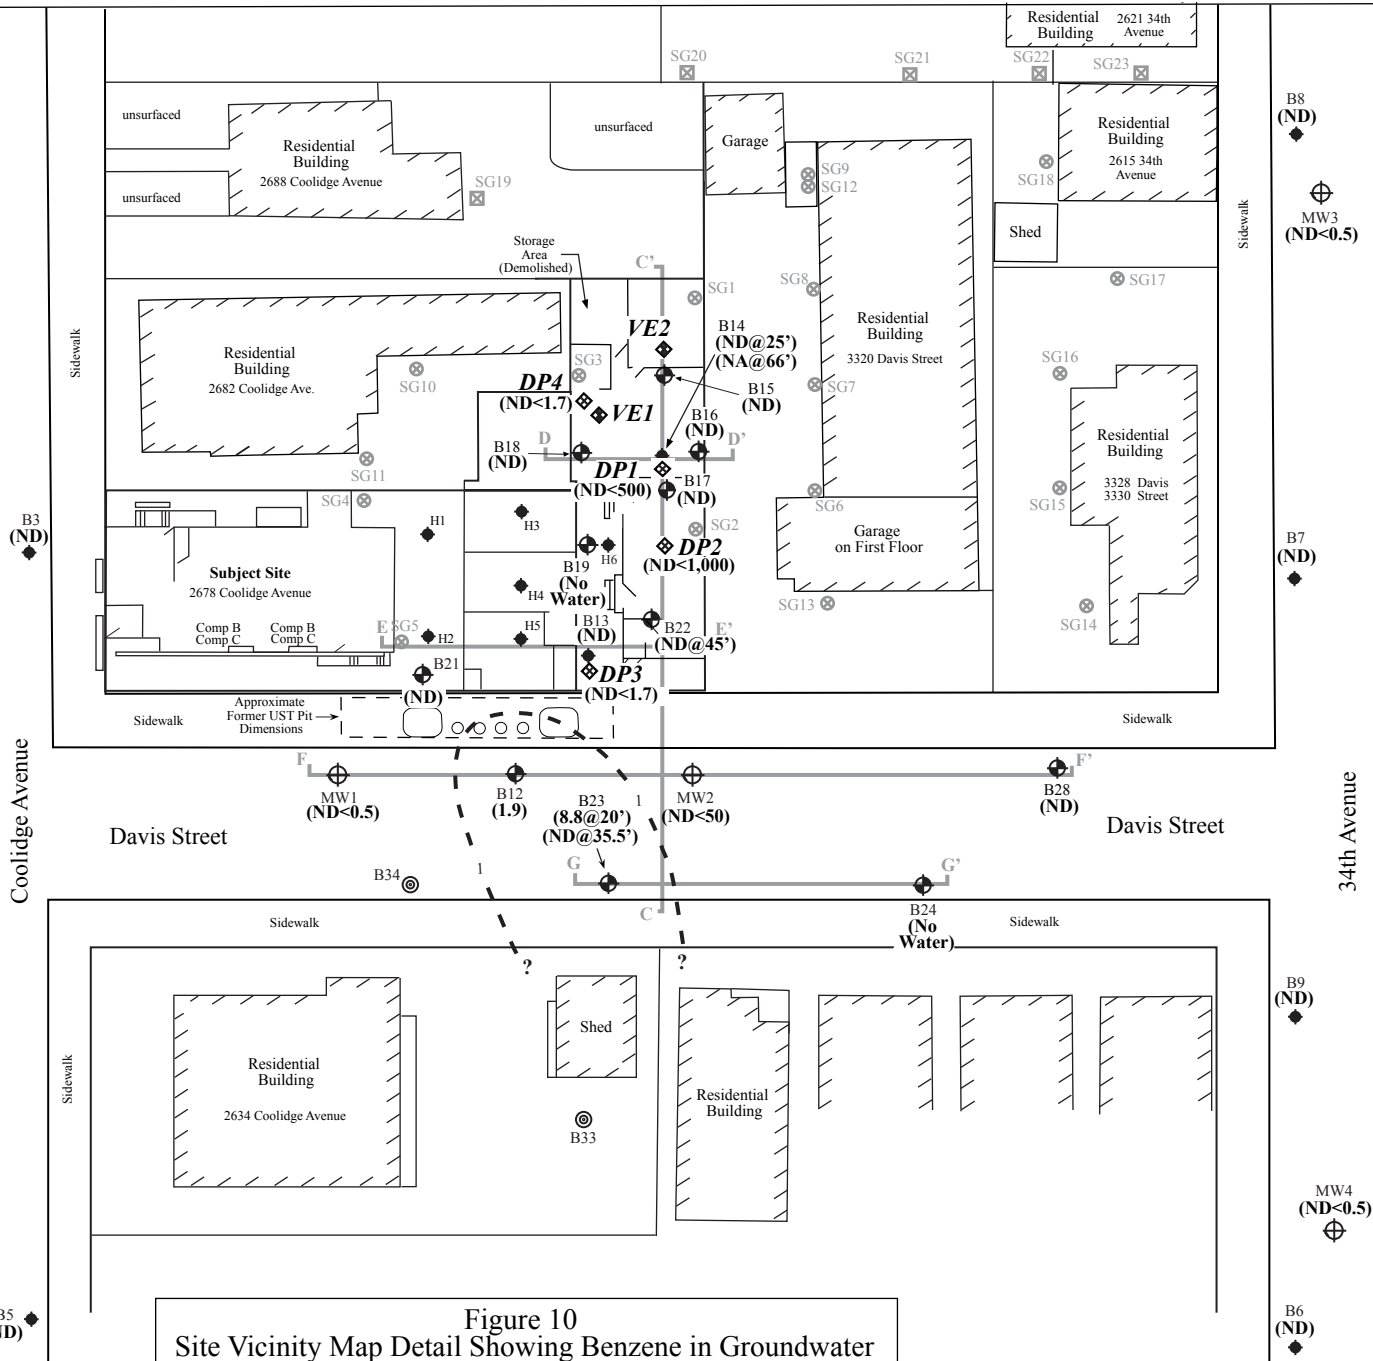 Residential
Building
2621 34th
Avenue
SG20
SG21
SG22
SG23
unsurfaced
Residential
Building
2688 Coolidge Avenue
unsurfaced
unsurfaced
SG19
Garage
SG9
SG12
Residential
Building
2615 34th
Avenue
SG18
B8
(ND)
MW3
(ND<0.5)
Shed
Sidewalk
Storage
Area
(Demolished)
C'
SG1
SG8
SG17
Sidewalk
Residential
Building
2682 Coolidge Ave.
SG10
SG11
VE2
B14
(ND@25')
(NA@66')
SG3
DP4
(ND<1.7)
VE1
B15
(ND)
B16
(ND)
Residential
Building
3320 Davis Street
SG7
SG16
D
D'
B18
(ND)
DP1
(ND<500)
B17
(ND)
Residential
Building
3328 Davis
3330 Street
SG15
SG4
SG6
Garage
on First Floor
B3
(ND)
H1
H3
SG2
DP2
(ND<1,000)
H6
B19
(No
Water)
B7
(ND)
Subject Site
2678 Coolidge Avenue
H4
SG13
SG14
Comp B
Comp C
Comp B
Comp C
E
SG5
H2
H5
B13
(ND)
B22
(ND@45')
E'
B21
(ND)
DP3
(ND<1.7)
Approximate
Former UST Pit
Dimensions
Sidewalk
Sidewalk
F
F'
MW1
(ND<0.5)
B12
(1.9)
B23
(8.8@20')
(ND@35.5')
1
MW2
(ND<50)
B28
(ND)
Coolidge Avenue
Davis Street
Davis Street
34th Avenue
1
B34
G
G'
C
B24
(No
Water)
Sidewalk
Sidewalk
?
?
B9
(ND)
Shed
Residential
Building
2634 Coolidge Avenue
Sidewalk
Residential
Building
B33
MW4
(ND<0.5)
B6
(ND)
Figure 10
Site Vicinity Map Detail Showing Benzene in Groundwater